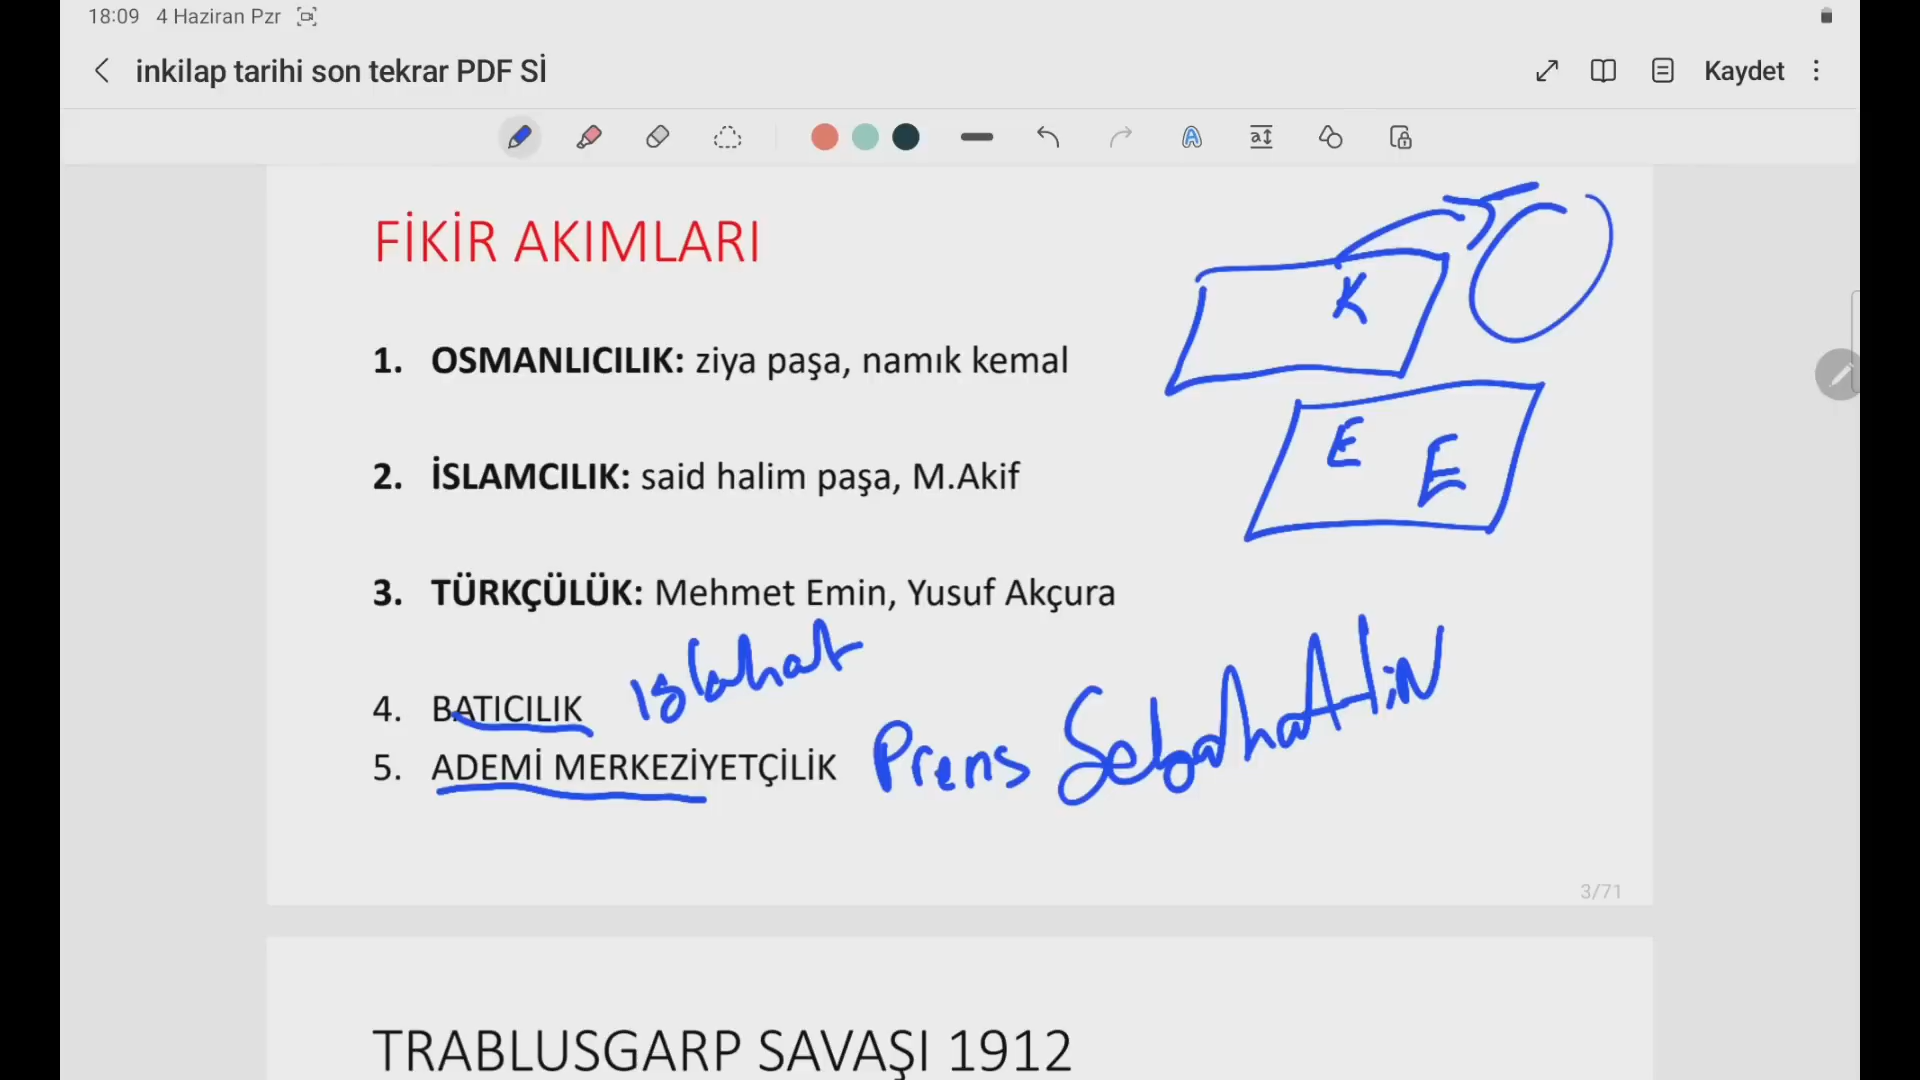 18:09 4 Haziran Pzr
inkilap tarihi son tekrar PDF Sİ
Kaydet
FİKİR AKIMLARI
K
1. OSMANLICILIK: ziya paşa, namık kemal
E E
2. İSLAMCILIK: said halim paşa, M.Akif
3. TÜRKÇÜLÜK: Mehmet Emin, Yusuf Akçura
4. BATICILIK ıslahat
5. ADEMİ MERKEZİYETÇİLİK Prens Sebahattin
3/71
TRABLUSGARP SAVAŞI 1912